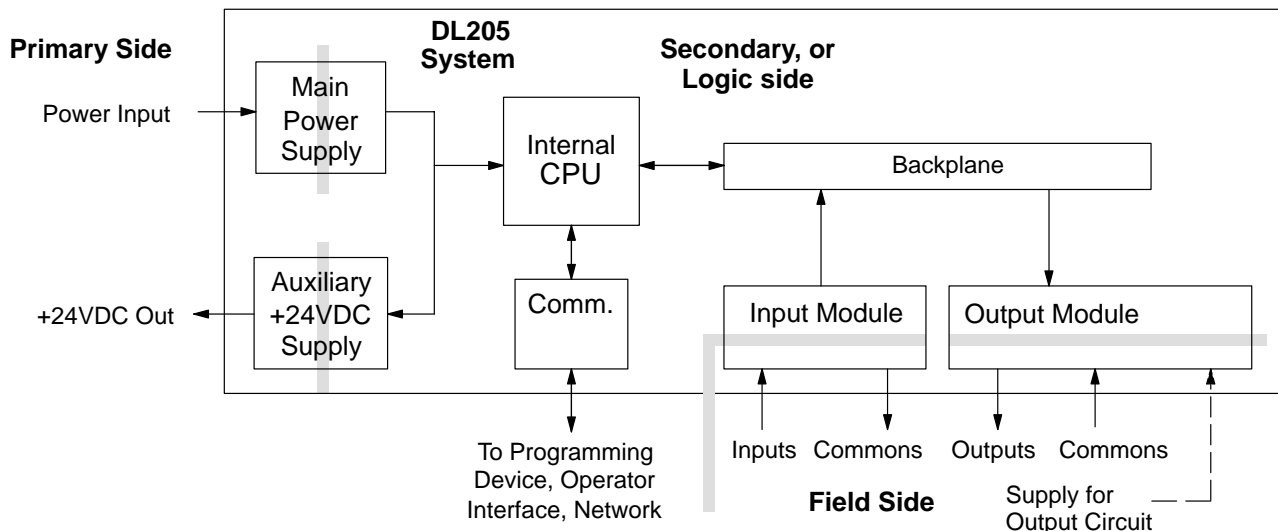 Primary Side
DL205
System
Secondary, or
Logic side
Power Input
Main
Power
Supply
Internal
CPU
Backplane
+24VDC Out
Auxiliary
+24VDC
Supply
Comm.
Input Module
Output Module
To Programming
Device, Operator
Interface, Network
Inputs
Commons
Outputs
Commons
Field Side
Supply for
Output Circuit